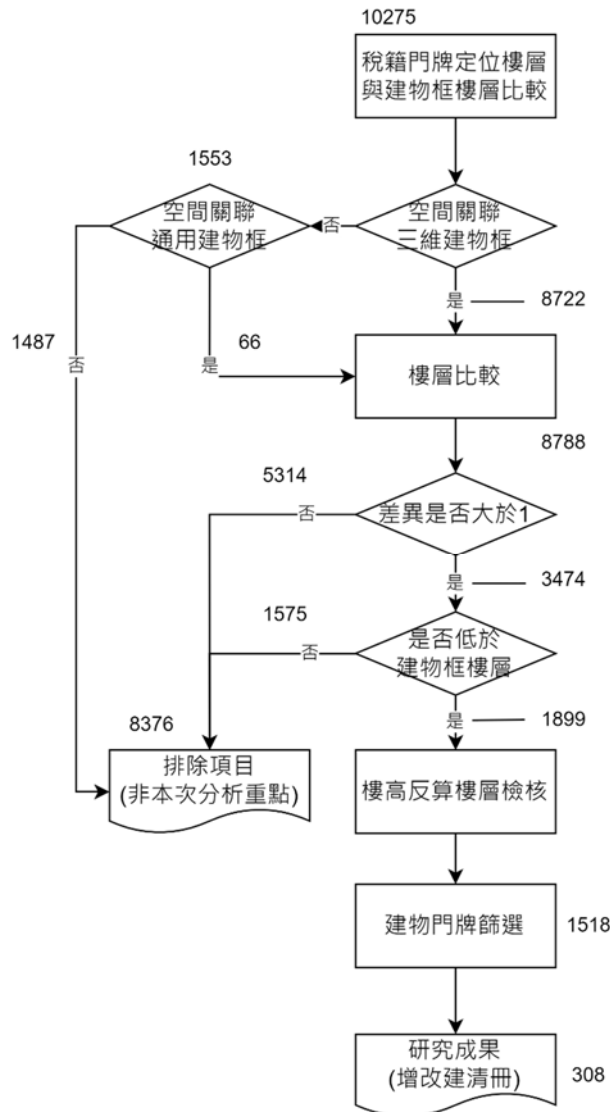 10275
稅籍門牌定位樓層
與建物框樓層比較
1553
空間關聯
通用建物框
否
空間關聯
三維建物框
是
8722
1487
否
66
是
樓層比較
8788
5314
否
差異是否大於1
是
3474
1575
否
是否低於
建物框樓層
是
1899
8376
排除項目
(非本次分析重點)
樓高反算樓層檢核
建物門牌篩選
1518
研究成果
(增改建清冊)
308